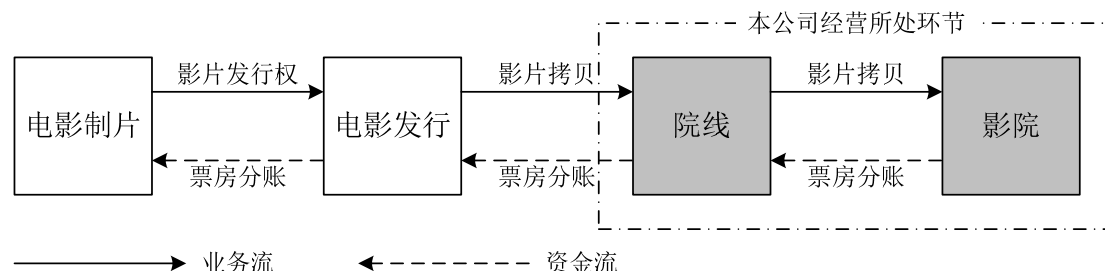 本公司经营所处环节
影片发行权
影片拷贝
影片拷贝
电影制片
电影发行
院线
影院
票房分账
票房分账
票房分账
业务流
资金流